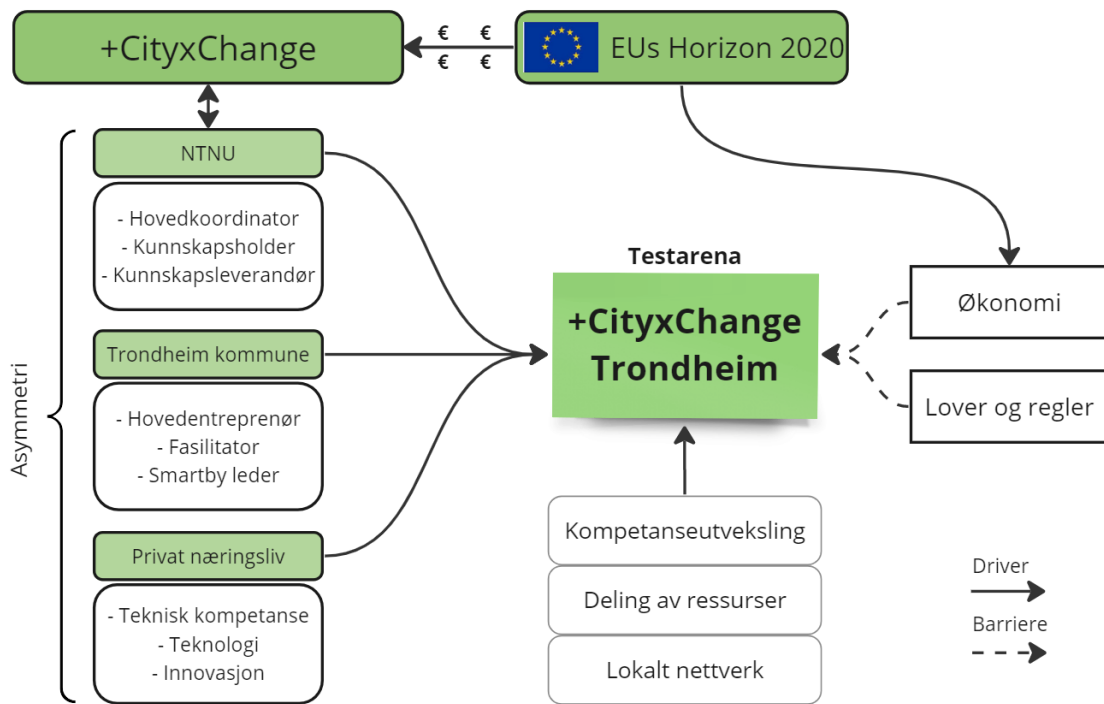 +CityxChange
€ €
€ €
EUs Horizon 2020
Asymmetri
NTNU
- Hovedkoordinator
- Kunnskapsholder
- Kunnskapsleverandør
Trondheim kommune
- Hovedentreprenør
- Fasilitator
- Smartby leder
Privat næringsliv
- Teknisk kompetanse
- Teknologi
- Innovasjon
Testarena
+CityxChange
Trondheim
Kompetanseutveksling
Deling av ressurser
Lokalt nettverk
Økonomi
Lover og regler
Driver
Barriere